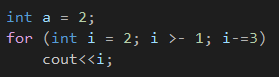 int a = 2;
for (int i = 2; i >- 1; i-=3)
cout<<i;